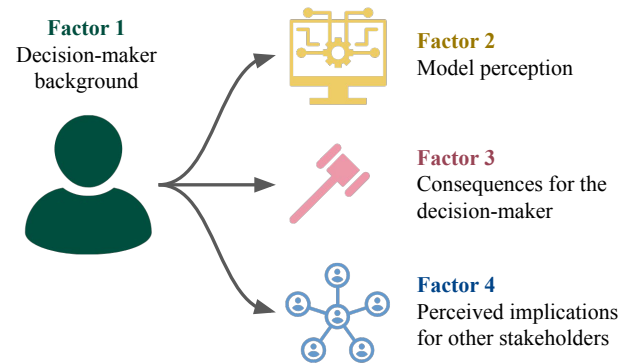 Factor 1
Decision-maker
background
Factor 2
Model perception
Factor 3
Consequences for the
decision-maker
Factor 4
Perceived implications
for other stakeholders